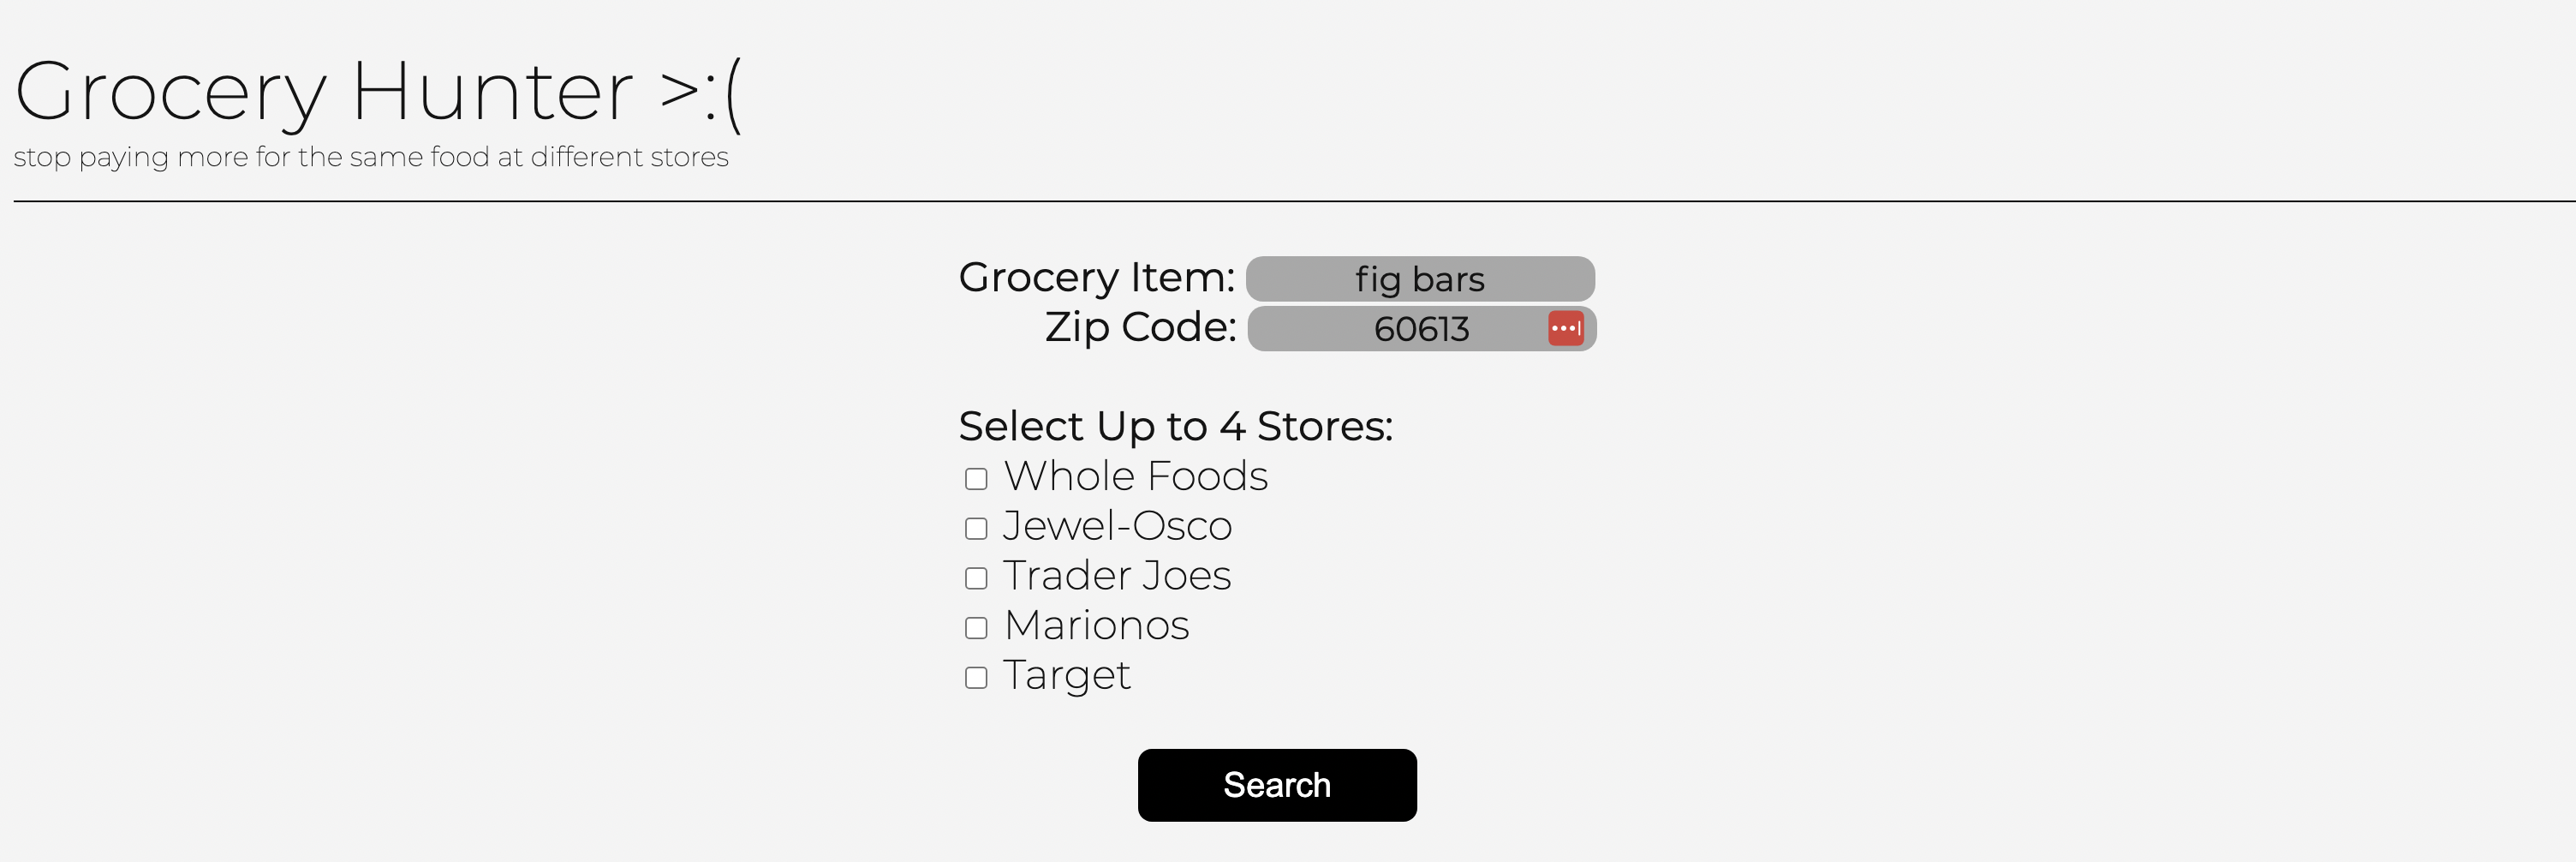 Grocery Hunter >:(
stop paying more for the same food at different stores
Grocery Item: fig bars
Zip Code: 60613
Select Up to 4 Stores:
Whole Foods
Jewel-Osco
Trader Joes
Marionos
Target
Search